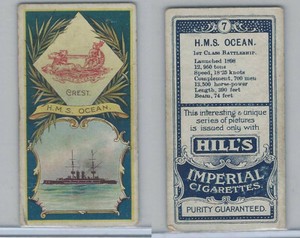 CREST.
H.M.S. OCEAN.
7
H.M.S. OCEAN.
1ST CLASS BATTLESHIP.
Launched 1898
12,950 tons
Speed, 18·25 knots
Complement, 700 men
13,500 horse-power
Length, 390 feet
Beam, 74 feet
This interesting & unique
series of pictures
is issued only with
HILL'S
IMPERIAL
CIGARETTES.
PURITY GUARANTEED.